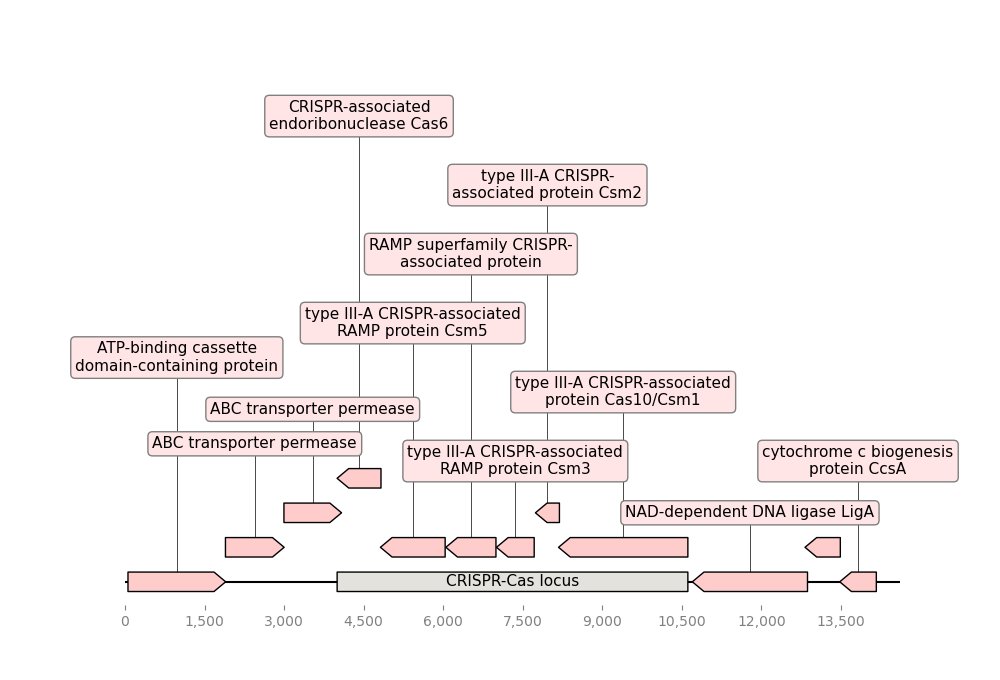 CRISPR-associated
endoribonuclease Cas6
type III-A CRISPR-
associated protein Csm2
RAMP superfamily CRISPR-
associated protein
type III-A CRISPR-associated
RAMP protein Csm5
ATP-binding cassette
domain-containing protein
type III-A CRISPR-associated
protein Cas10/Csm1
ABC transporter permease
ABC transporter permease
type III-A CRISPR-associated
RAMP protein Csm3
cytochrome c biogenesis
protein CcsA
NAD-dependent DNA ligase LigA
CRISPR-Cas locus
0 1,500 3,000 4,500 6,000 7,500 9,000 10,500 12,000 13,500